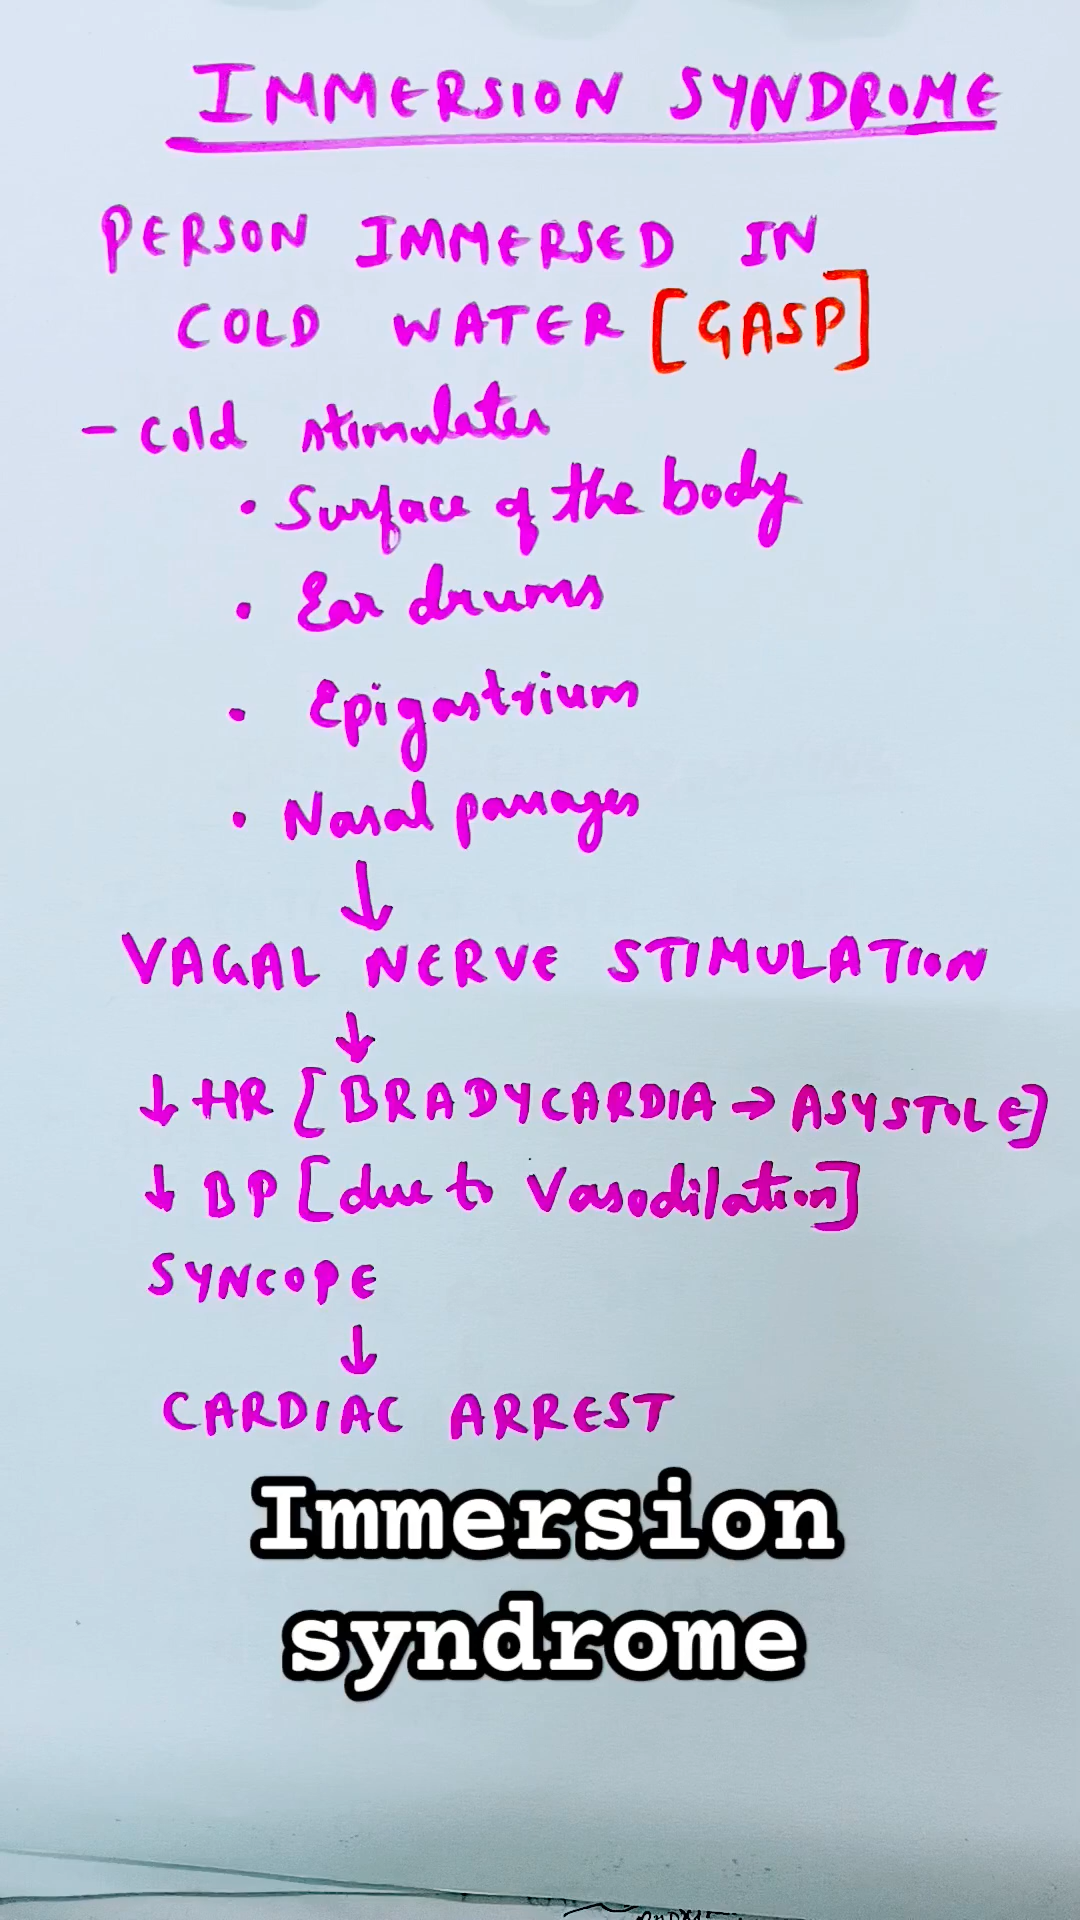 IMMERSION SYNDROME
PERSON IMMERSED IN
COLD WATER [GASP]
- Cold stimulates
• Surface of the body
• Ear drums
• Epigastrium
• Nasal passages
↓
VAGAL NERVE STIMULATION
↓
↓ HR [BRADYCARDIA → ASYSTOLE]
↓ BP [due to Vasodilation]
SYNCOPE
↓
CARDIAC ARREST
Immersion
syndrome